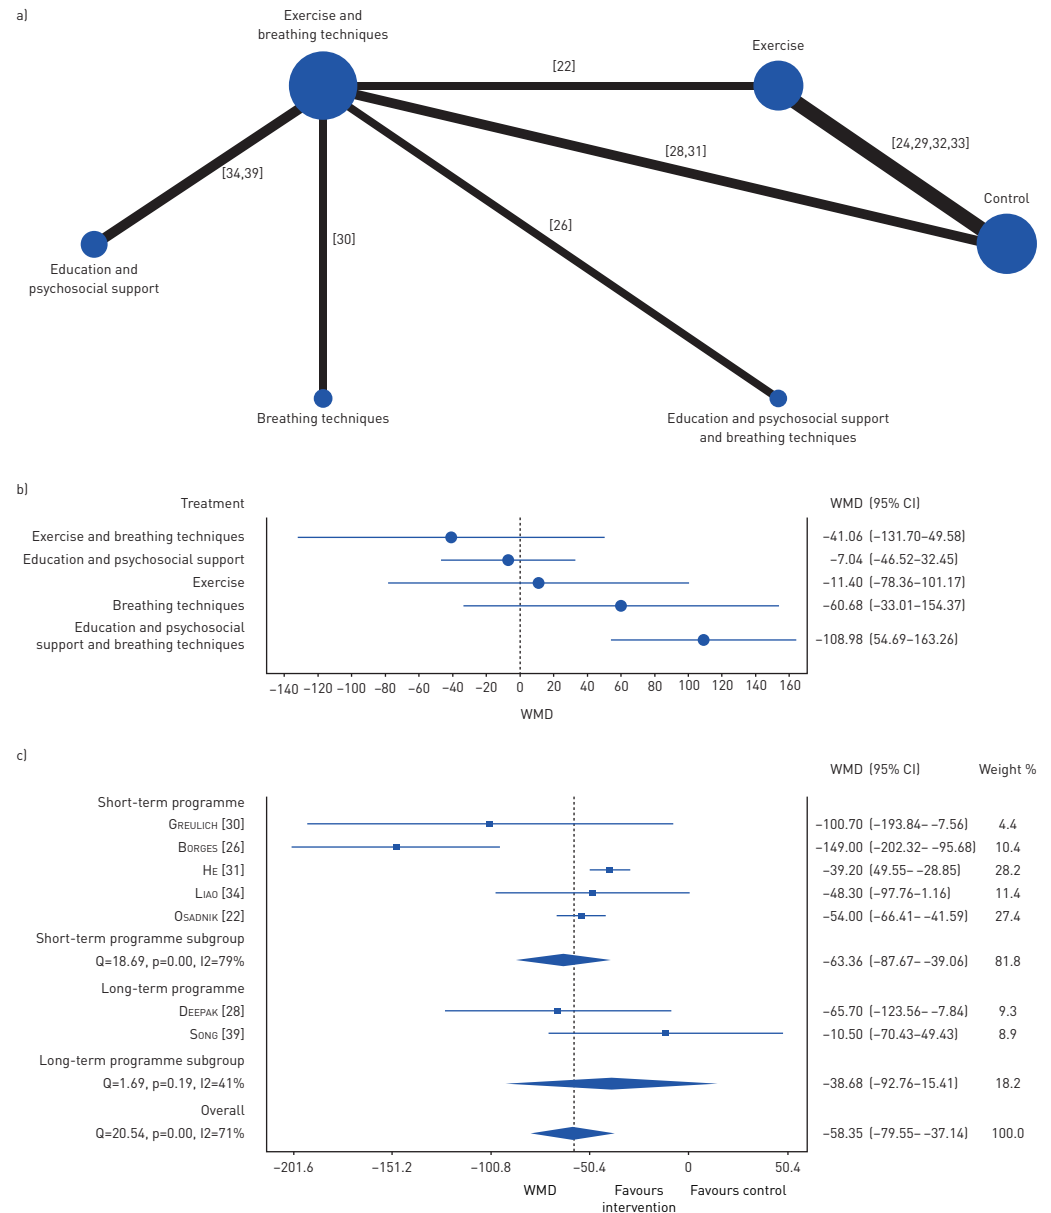 a)
Exercise and
breathing techniques
Exercise
[22]
[24,29,32,33]
[28,31]
[34,39]
Control
[26]
[30]
Education and
psychosocial support
Breathing techniques
Education and psychosocial support
and breathing techniques
b)
Treatment WMD (95% CI)
Exercise and breathing techniques −41.06 (−131.70–49.58)
Education and psychosocial support −7.04 (−46.52–32.45)
Exercise −11.40 (−78.36–101.17)
Breathing techniques −60.68 (−33.01–154.37)
Education and psychosocial
support and breathing techniques −108.98 (54.69–163.26)
−140 −120 −100 −80 −60 −40 −20 0 20 40 60 80 100 120 140 160
WMD
c)
WMD (95% CI) Weight %
Short-term programme
Greulich [30] −100.70 (−193.84– −7.56) 4.4
Borges [26] −149.00 (−202.32– −95.68) 10.4
He [31] −39.20 (49.55– −28.85) 28.2
Liao [34] −48.30 (−97.76–1.16) 11.4
Osadnik [22] −54.00 (−66.41– −41.59) 27.4
Short-term programme subgroup
Q=18.69, p=0.00, I2=79% −63.36 (−87.67– −39.06) 81.8
Long-term programme
Deepak [28] −65.70 (−123.56– −7.84) 9.3
Song [39] −10.50 (−70.43–49.43) 8.9
Long-term programme subgroup
Q=1.69, p=0.19, I2=41% −38.68 (−92.76–15.41) 18.2
Overall
Q=20.54, p=0.00, I2=71% −58.35 (−79.55– −37.14) 100.0
−201.6 −151.2 −100.8 −50.4 0 50.4
WMD Favours Favours control
intervention